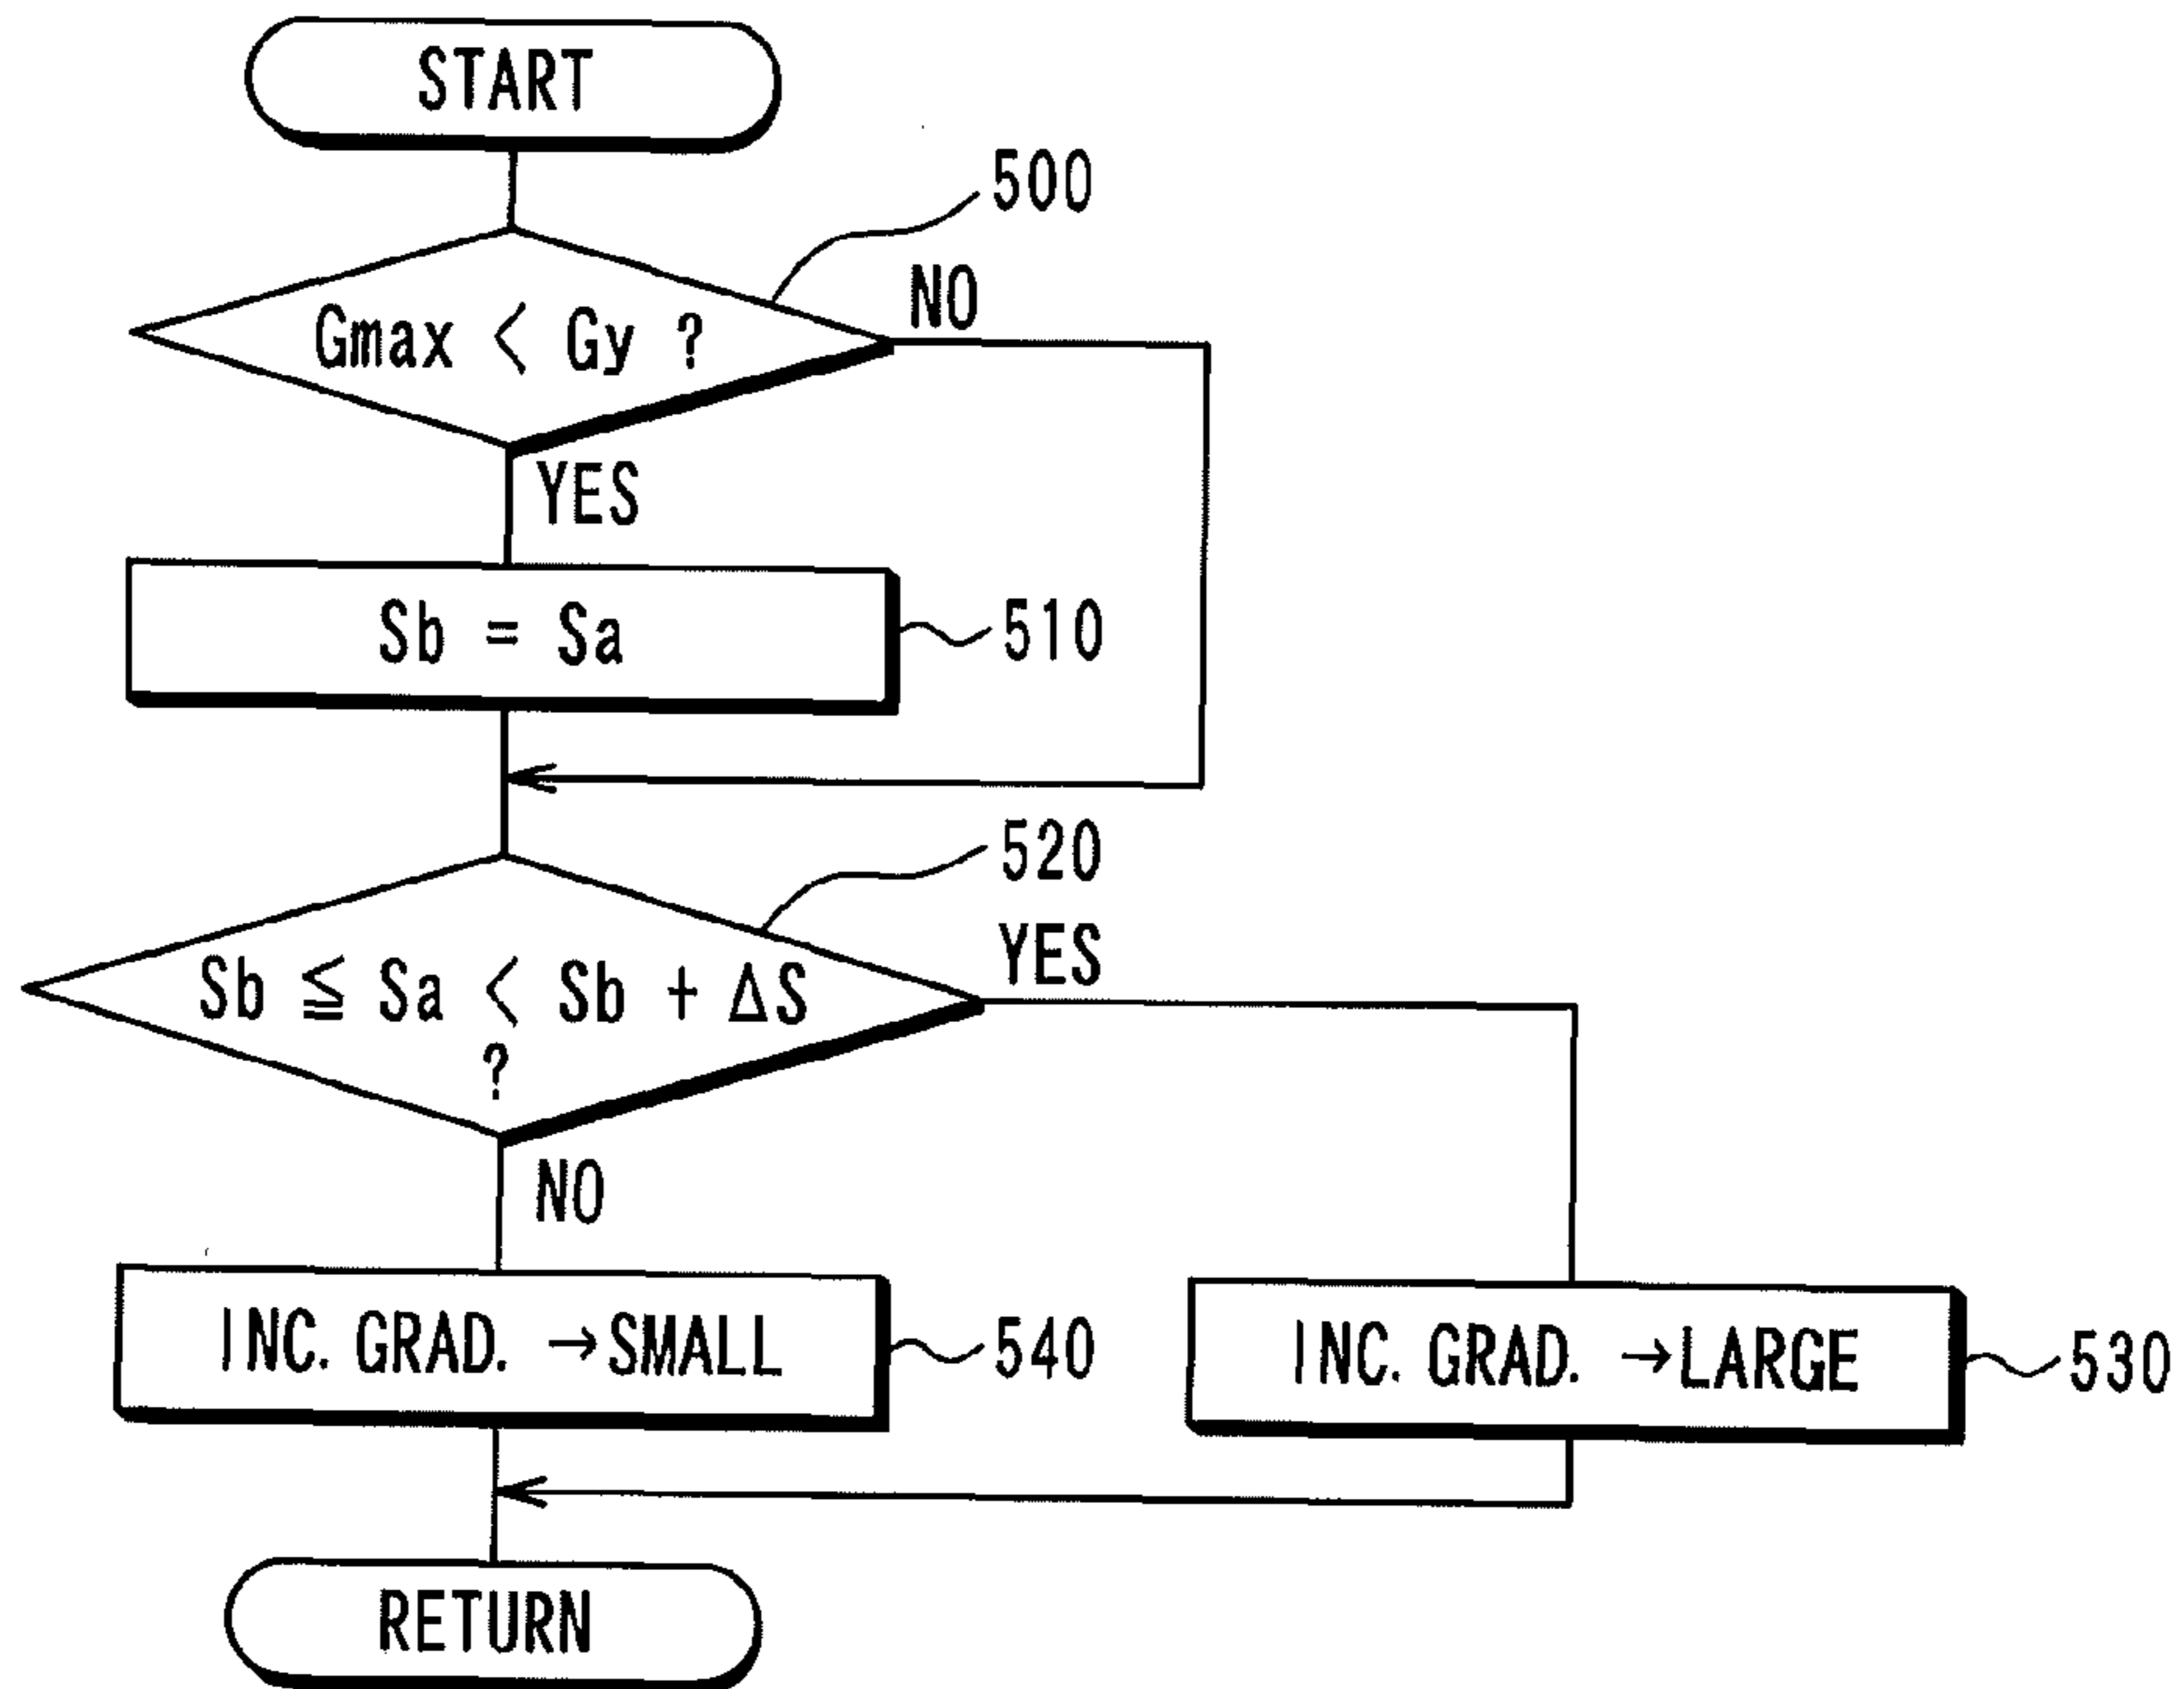 START
500
Gmax < Gy ?
NO
YES
Sb = Sa
510
520
Sb ≦ Sa < Sb + ΔS
?
YES
NO
INC. GRAD. →SMALL
540
INC. GRAD. →LARGE
530
RETURN